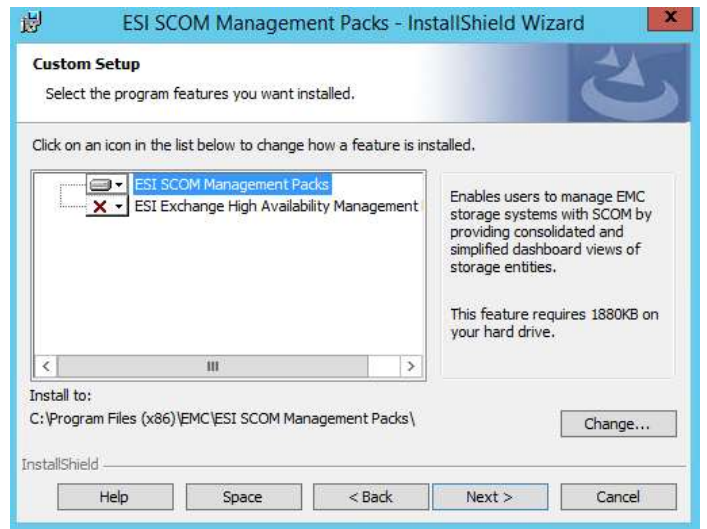 ESI SCOM Management Packs - InstallShield Wizard
x
Custom Setup
Select the program features you want installed.
Click on an icon in the list below to change how a feature is installed.
ESI SCOM Management Packs
ESI Exchange High Availability Management
Enables users to manage EMC
storage systems with SCOM by
providing consolidated and
simplified dashboard views of
storage entities.
This feature requires 1880KB on
your hard drive.
Install to:
C:\Program Files (x86)\EMC\ESI SCOM Management Packs\
Change...
InstallShield
Help
Space
< Back
Next >
Cancel